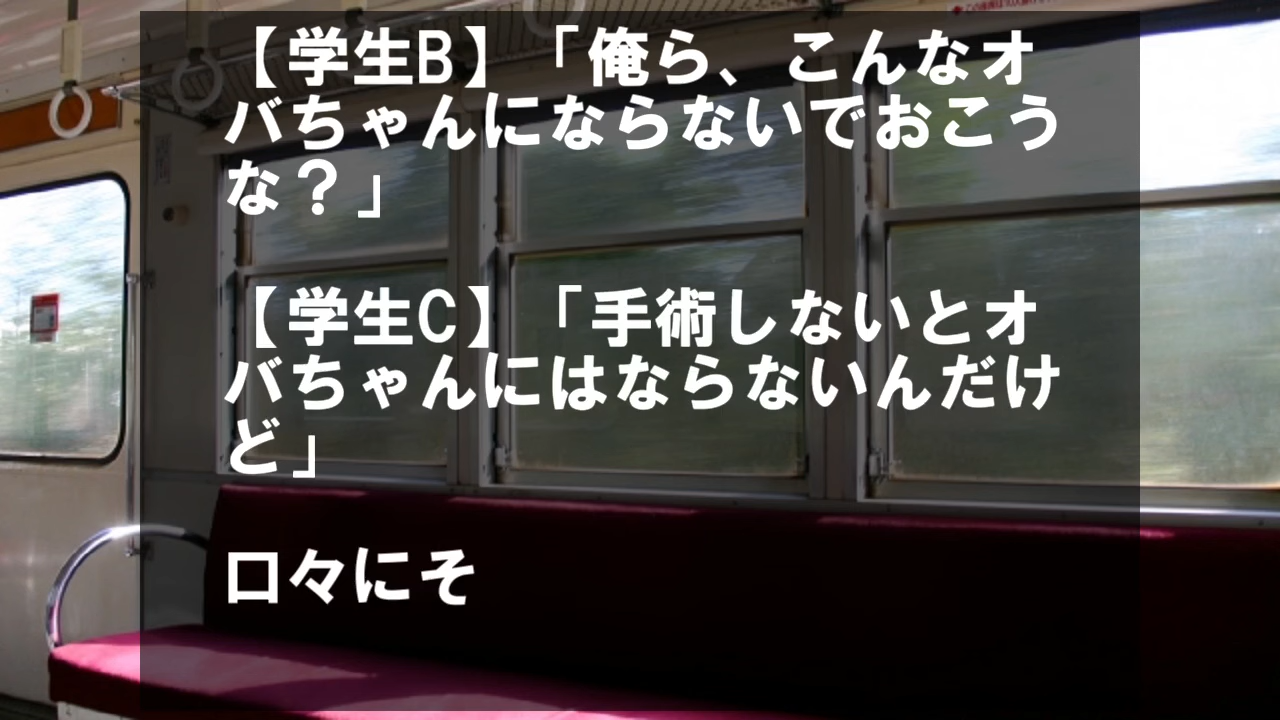 【学生B】「俺ら、こんなオ
バちゃんにならないでおこう
な？」
【学生C】「手術しないとオ
バちゃんにはならないんだけ
ど」
口々にそ